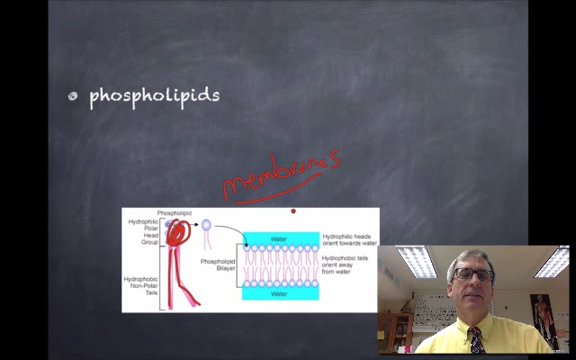 phospholipids
membranes
Phospholipic
Hydrophilic
Polar
Head
Group
Hydrophobic
Non-Polar
Tails
Phospholipid
Bilayer
Water
Water
Hydrophilic heads
orient towards water
Hydrophobic tails
orient away
from water